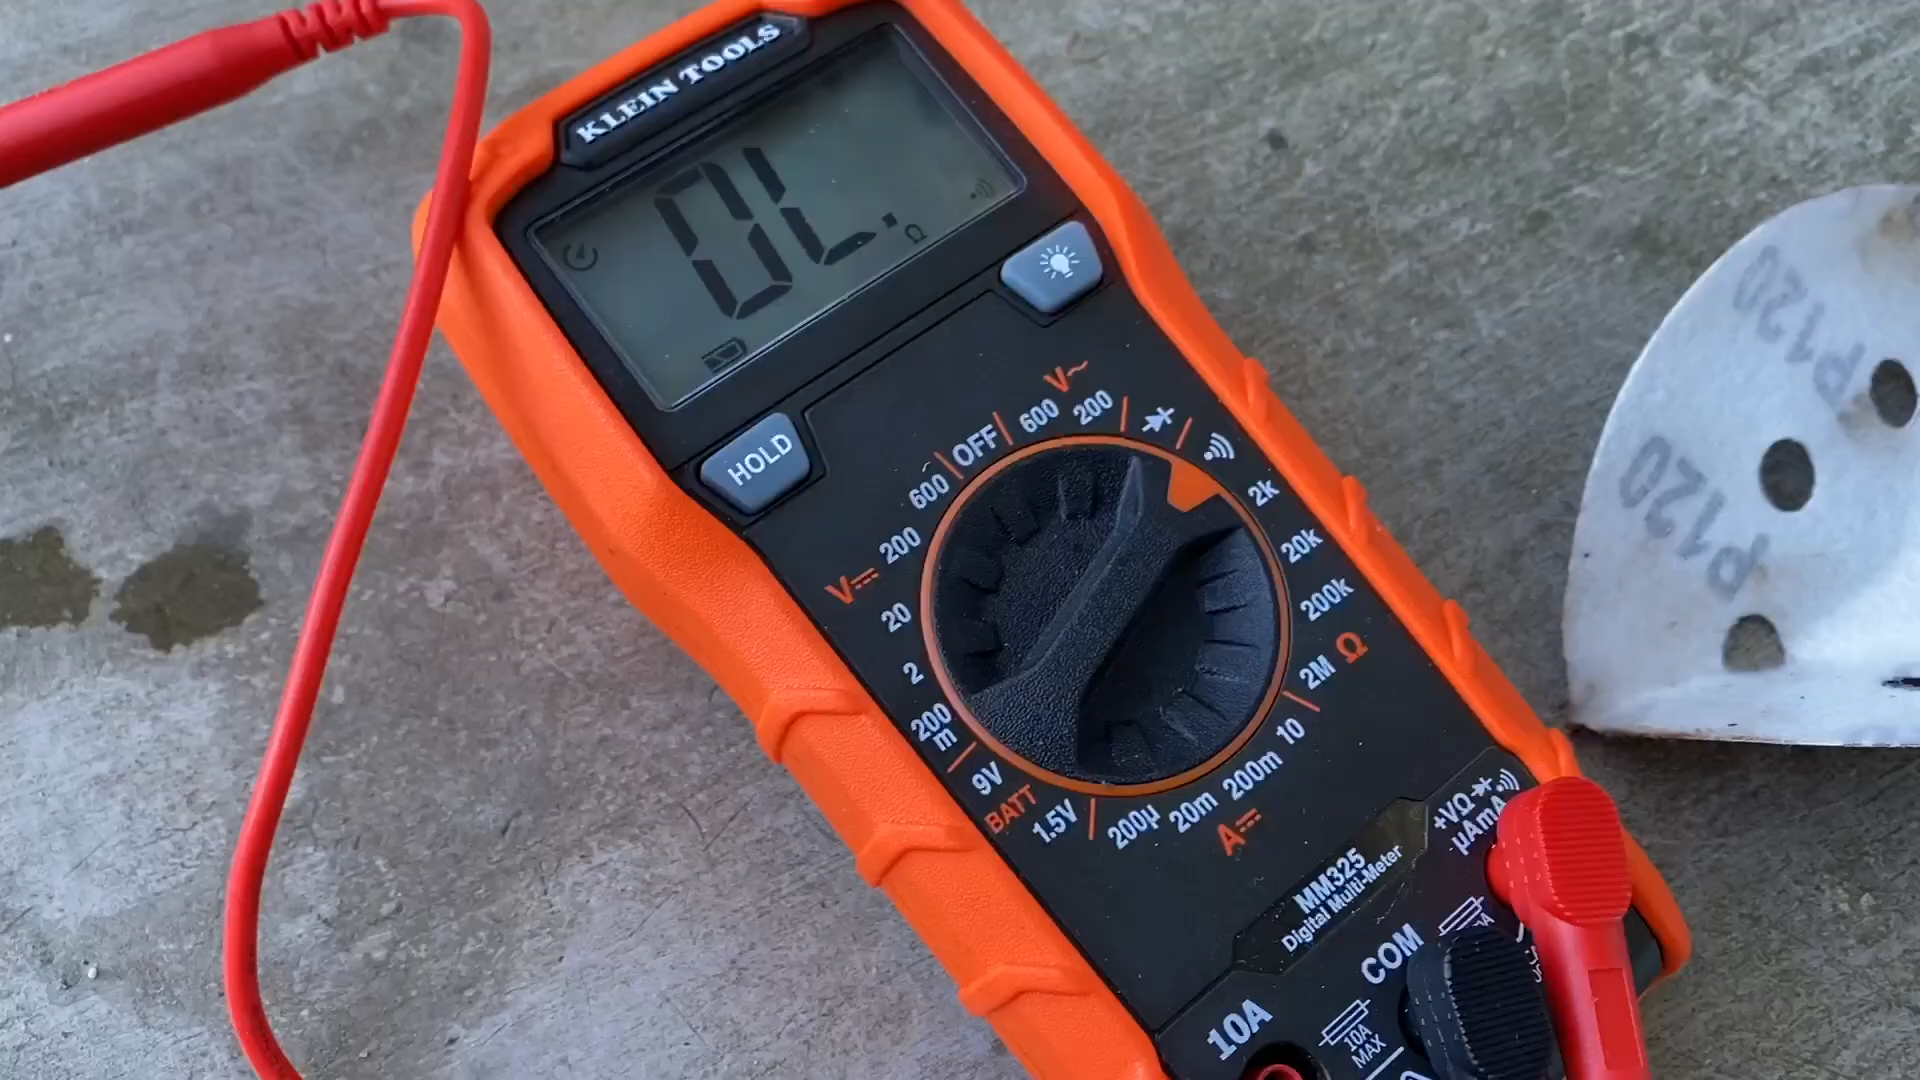 KLEIN TOOLS
OL.
Ω
HOLD
OFF
600
200
V~
2k
20k
200k
2M
Ω
10
200m
20m
200µ
A⎓
1.5V
9V
BATT
200
m
2
20
200
600
V⎓
MM325
Digital Multi-Meter
+VΩ
µAmA
COM
10A
10A
MAX
P120
P120
P120